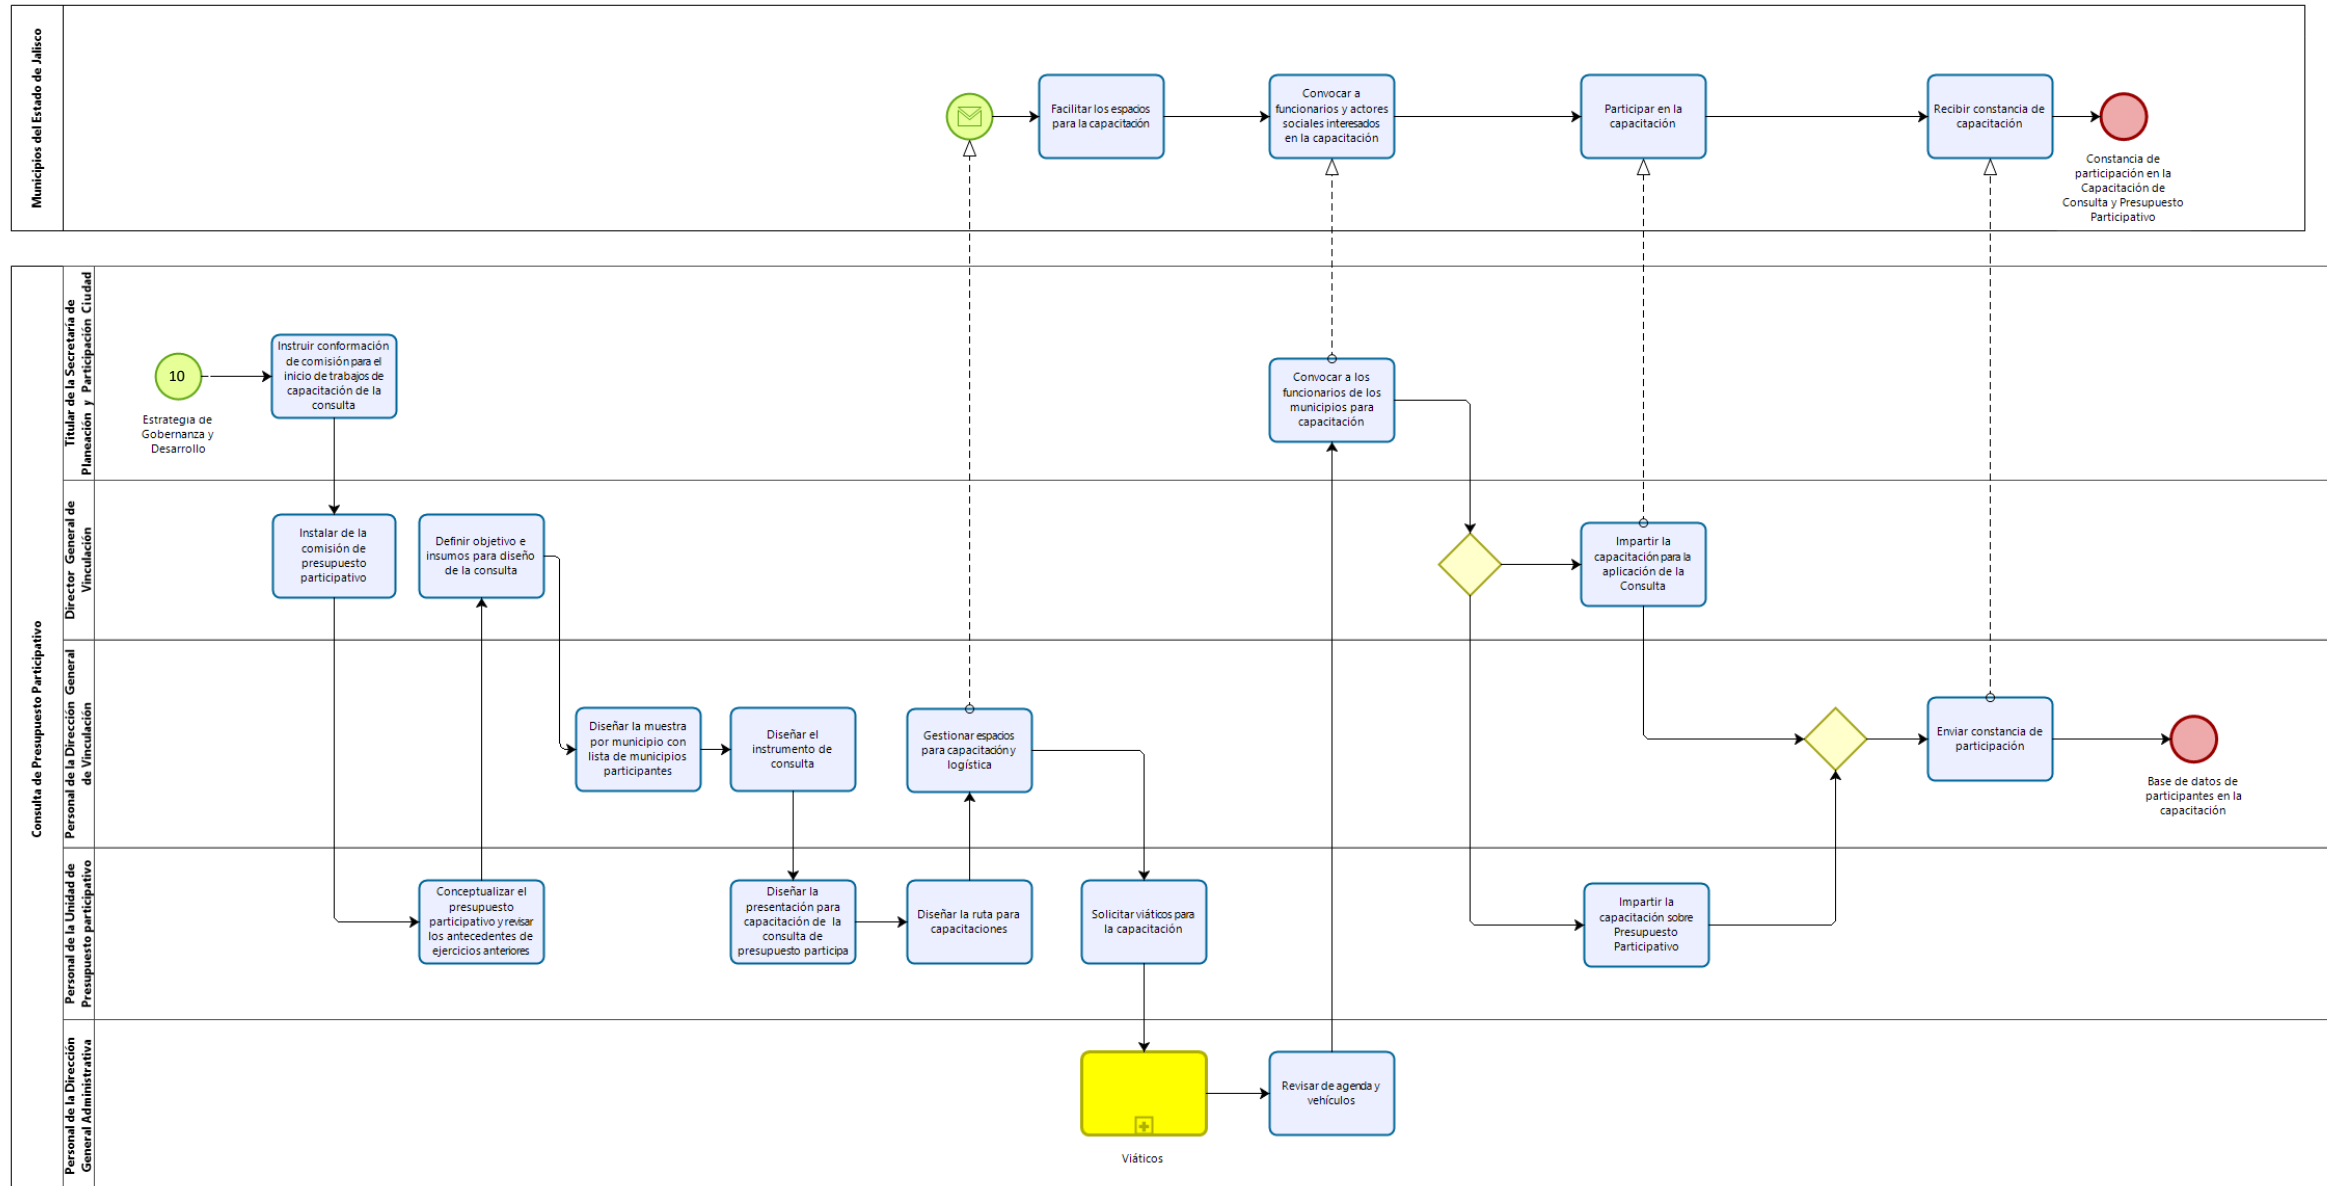 Municipios del Estado de Jalisco
Facilitar los espacios
para la capacitación
Convocar a
funcionarios y actores
sociales interesados
en la capacitación
Participar en la
capacitación
Recibir constancia de
capacitación
Constancia de
participación en la
Capacitación de
Consulta y Presupuesto
Participativo
Consulta de Presupuesto Participativo
Titular de la Secretaría de
Planeación y Participación Ciudad
10
Estrategia de
Gobernanza y
Desarrollo
Instruir conformación
de comisión para el
inicio de trabajos de
capacitación de la
consulta
Convocar a los
funcionarios de los
municipios para
capacitación
Director General de
Vinculación
Instalar de la
comisión de
presupuesto
participativo
Definir objetivo e
insumos para diseño
de la consulta
Impartir la
capacitación para la
aplicación de la
Consulta
Personal de la Dirección General
de Vinculación
Diseñar la muestra
por municipio con
lista de municipios
participantes
Diseñar el
instrumento de
consulta
Gestionar espacios
para capacitación y
logística
Enviar constancia de
participación
Base de datos de
participantes en la
capacitación
Personal de la Unidad de
Presupuesto participativo
Conceptualizar el
presupuesto
participativo y revisar
los antecedentes de
ejercicios anteriores
Diseñar la
presentación para
capacitación de la
consulta de
presupuesto participa
Diseñar la ruta para
capacitaciones
Solicitar viáticos para
la capacitación
Impartir la
capacitación sobre
Presupuesto
Participativo
Personal de la Dirección
General Administrativa
Viáticos
Revisar de agenda y
vehículos